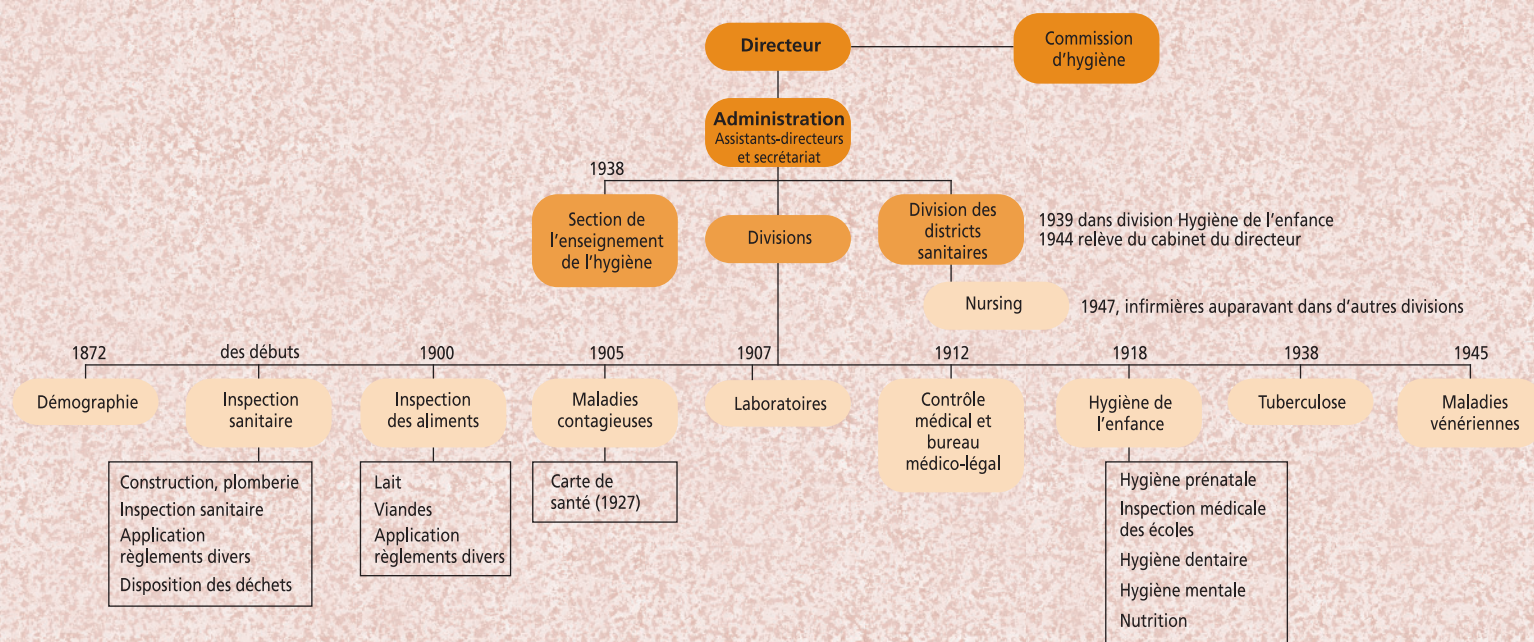 Directeur
Commission
d'hygiène
Administration
Assistants-directeurs
et secrétariat
1938
Section de
l'enseignement
de l'hygiène
Divisions
Division des
districts
sanitaires
1939 dans division Hygiène de l'enfance
1944 relève du cabinet du directeur
Nursing
1947, infirmières auparavant dans d'autres divisions
1872
Démographie
des débuts
Inspection
sanitaire
Construction, plomberie
Inspection sanitaire
Application
règlements divers
Disposition des déchets
1900
Inspection
des aliments
Lait
Viandes
Application
règlements divers
1905
Maladies
contagieuses
Carte de
santé (1927)
1907
Laboratoires
1912
Contrôle
médical et
bureau
médico-légal
1918
Hygiène de
l'enfance
Hygiène prénatale
Inspection médicale
des écoles
Hygiène dentaire
Hygiène mentale
Nutrition
1938
Tuberculose
1945
Maladies
vénériennes